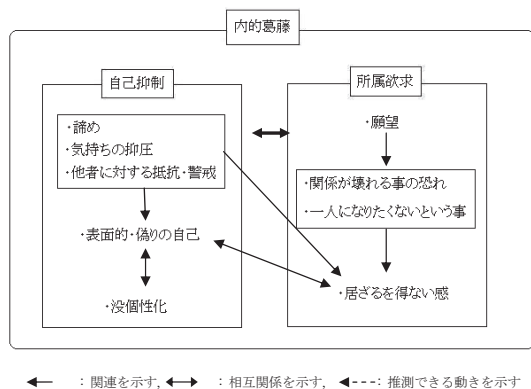 内的葛藤
自己抑制
・諦め
・気持ちの抑圧
・他者に対する抵抗・警戒
・表面的・偽りの自己
・没個性化
所属欲求
・願望
・関係が壊れる事の恐れ
・一人になりたくないという事
・居ざるを得ない感
：関連を示す, ：相互関係を示す, ：推測できる動きを示す